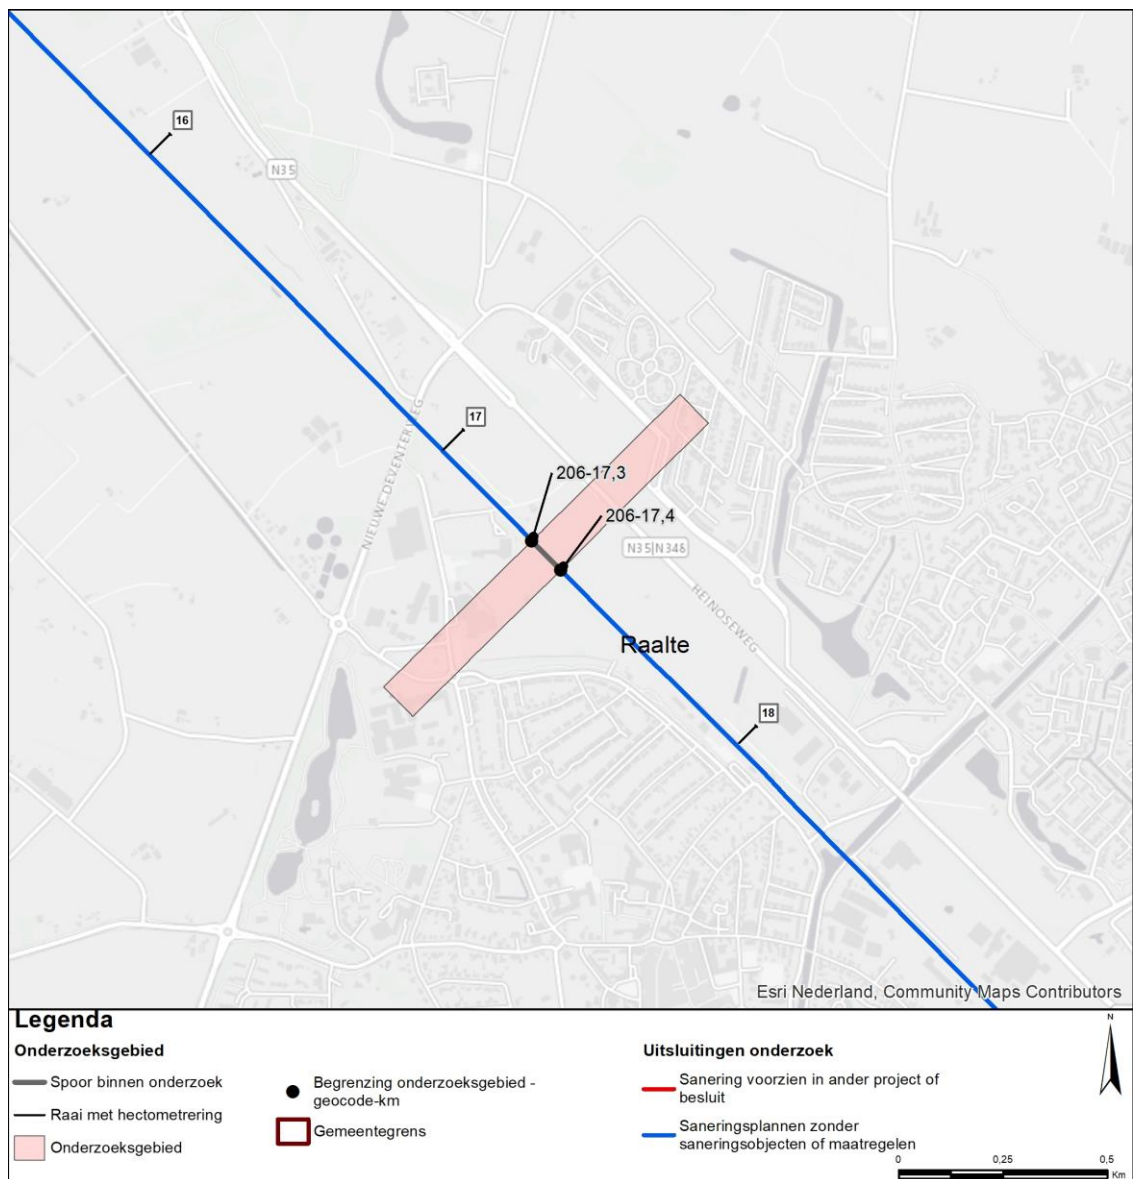 16
N35
NIEUWE-DEVENTERWEG
17
206-17,3
206-17,4
N35|N348
HEINOSEWEG
Raalte
18
Esri Nederland, Community Maps Contributors
Legenda
Onderzoeksgebied
Spoor binnen onderzoek
Raai met hectometrering
Onderzoeksgebied
Begrenzing onderzoeksgebied -
geocode-km
Gemeentegrens
Uitsluitingen onderzoek
Sanering voorzien in ander project of
besluit
Saneringsplannen zonder
saneringsobjecten of maatregelen
N
0
0,25
0,5
Km